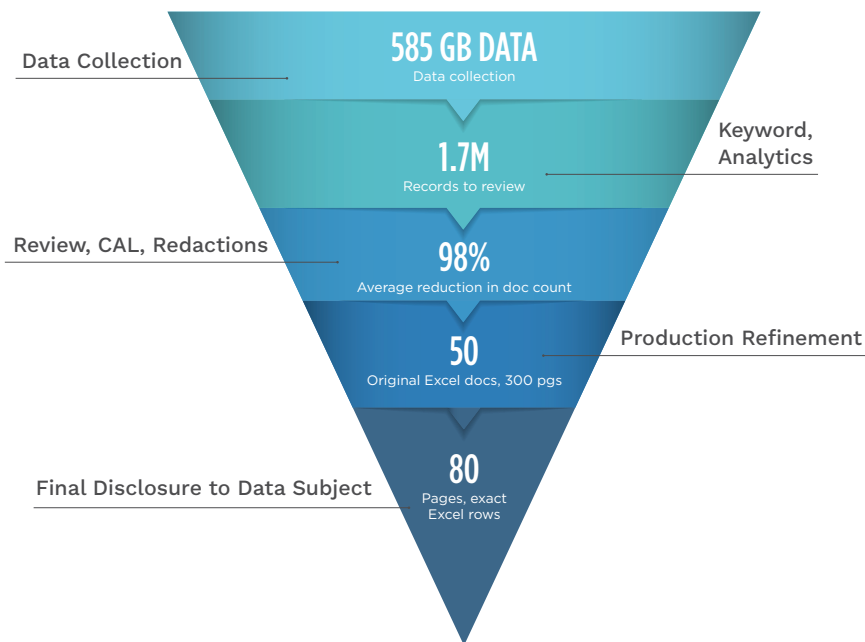 585 GB DATA
Data collection
Data Collection
1.7M
Records to review
Keyword,
Analytics
98%
Average reduction in doc count
Review, CAL, Redactions
50
Original Excel docs, 300 pgs
Production Refinement
80
Pages, exact
Excel rows
Final Disclosure to Data Subject